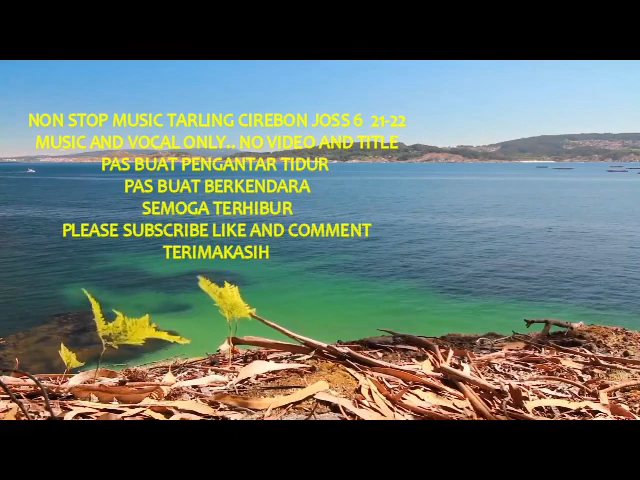 NON STOP MUSIC TARLING CIREBON JOSS 6 21-22
MUSIC AND VOCAL ONLY.. NO VIDEO AND TITLE
PAS BUAT PENGANTAR TIDUR
PAS BUAT BERKENDARA
SEMOGA TERHIBUR
PLEASE SUBSCRIBE LIKE AND COMMENT
TERIMAKASIH